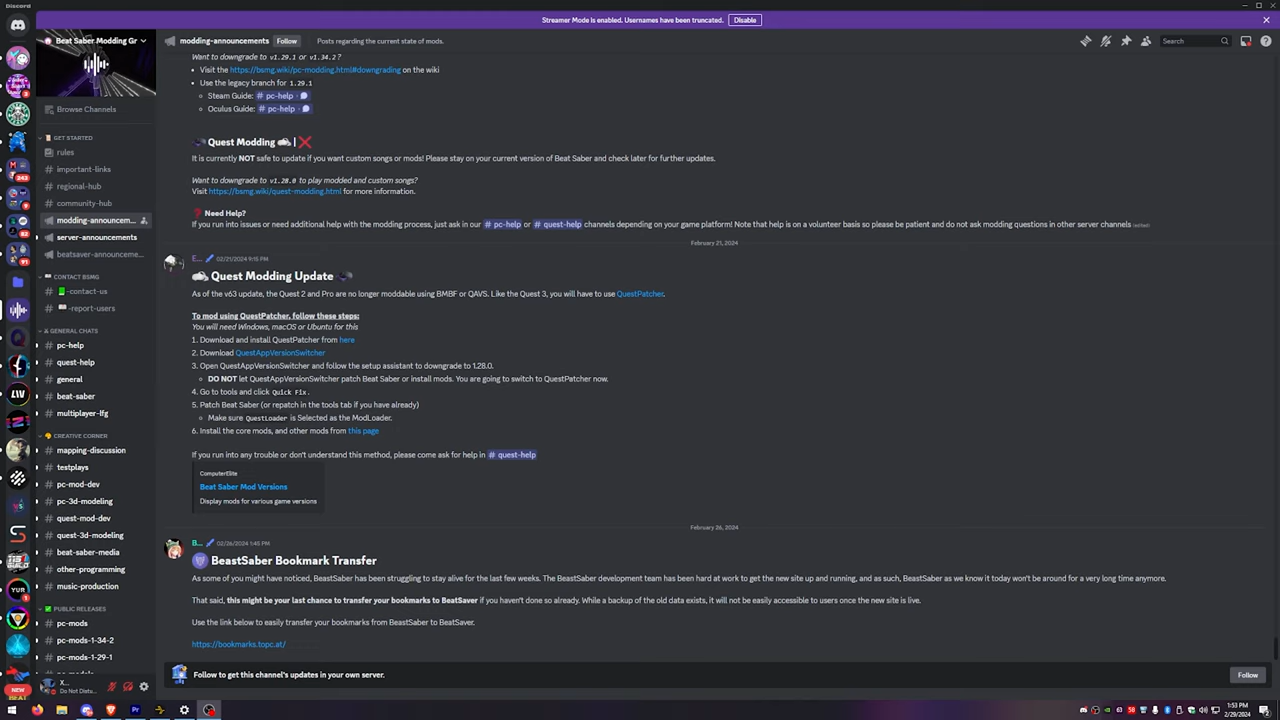 Discord
Streamer Mode is enabled. Usernames have been truncated. Disable
Beat Saber Modding Gr
modding-announcements Follow Posts regarding the current state of mods. Search
Browse Channels
GET STARTED
rules
important-links
regional-hub
community-hub
modding-announcem...
server-announcements
beatsaver-announceme...
CONTACT BSMG
-contact-us
-report-users
GENERAL CHATS
pc-help
quest-help
general
beat-saber
multiplayer-lfg
CREATIVE CORNER
mapping-discussion
testplays
pc-mod-dev
pc-3d-modeling
quest-mod-dev
quest-3d-modeling
beat-saber-media
other-programming
music-production
PUBLIC RELEASES
pc-mods
pc-mods-1-34-2
pc-mods-1-29-1
X...
Do Not Distu...
NEW
Want to downgrade to v1.29.1 or v1.34.2?
• Visit the https://bsmg.wiki/pc-modding.html#downgrading on the wiki
• Use the legacy branch for 1.29.1
• Steam Guide: # pc-help
• Oculus Guide: # pc-help
Quest Modding | ❌
It is currently NOT safe to update if you want custom songs or mods! Please stay on your current version of Beat Saber and check later for further updates.
Want to downgrade to v1.28.0 to play modded and custom songs?
Visit https://bsmg.wiki/quest-modding.html for more information.
❓ Need Help?
If you run into issues or need additional help with the modding process, just ask in our # pc-help or # quest-help channels depending on your game platform! Note that help is on a volunteer basis so please be patient and do not ask modding questions in other server channels (edited)
February 21, 2024
E... 02/21/2024 9:15 PM
Quest Modding Update
As of the v63 update, the Quest 2 and Pro are no longer moddable using BMBF or QAVS. Like the Quest 3, you will have to use QuestPatcher.
To mod using QuestPatcher, follow these steps:
You will need Windows, macOS or Ubuntu for this
1. Download and install QuestPatcher from here
2. Download QuestAppVersionSwitcher
3. Open QuestAppVersionSwitcher and follow the setup assistant to downgrade to 1.28.0.
• DO NOT let QuestAppVersionSwitcher patch Beat Saber or install mods. You are going to switch to QuestPatcher now.
4. Go to tools and click Quick Fix.
5. Patch Beat Saber (or repatch in the tools tab if you have already)
• Make sure QuestLoader is Selected as the ModLoader.
6. Install the core mods, and other mods from this page
If you run into any trouble or don't understand this method, please come ask for help in # quest-help
ComputerElite
Beat Saber Mod Versions
Display mods for various game versions
February 26, 2024
B... 02/26/2024 1:45 PM
BeastSaber Bookmark Transfer
As some of you might have noticed, BeastSaber has been struggling to stay alive for the last few weeks. The BeastSaber development team has been hard at work to get the new site up and running, and as such, BeastSaber as we know it today won't be around for a very long time anymore.
That said, this might be your last chance to transfer your bookmarks to BeatSaver if you haven't done so already. While a backup of the old data exists, it will not be easily accessible to users once the new site is live.
Use the link below to easily transfer your bookmarks from BeastSaber to BeatSaver.
https://bookmarks.topc.at/
Follow to get this channel's updates in your own server. Follow
1:53 PM
2/29/2024